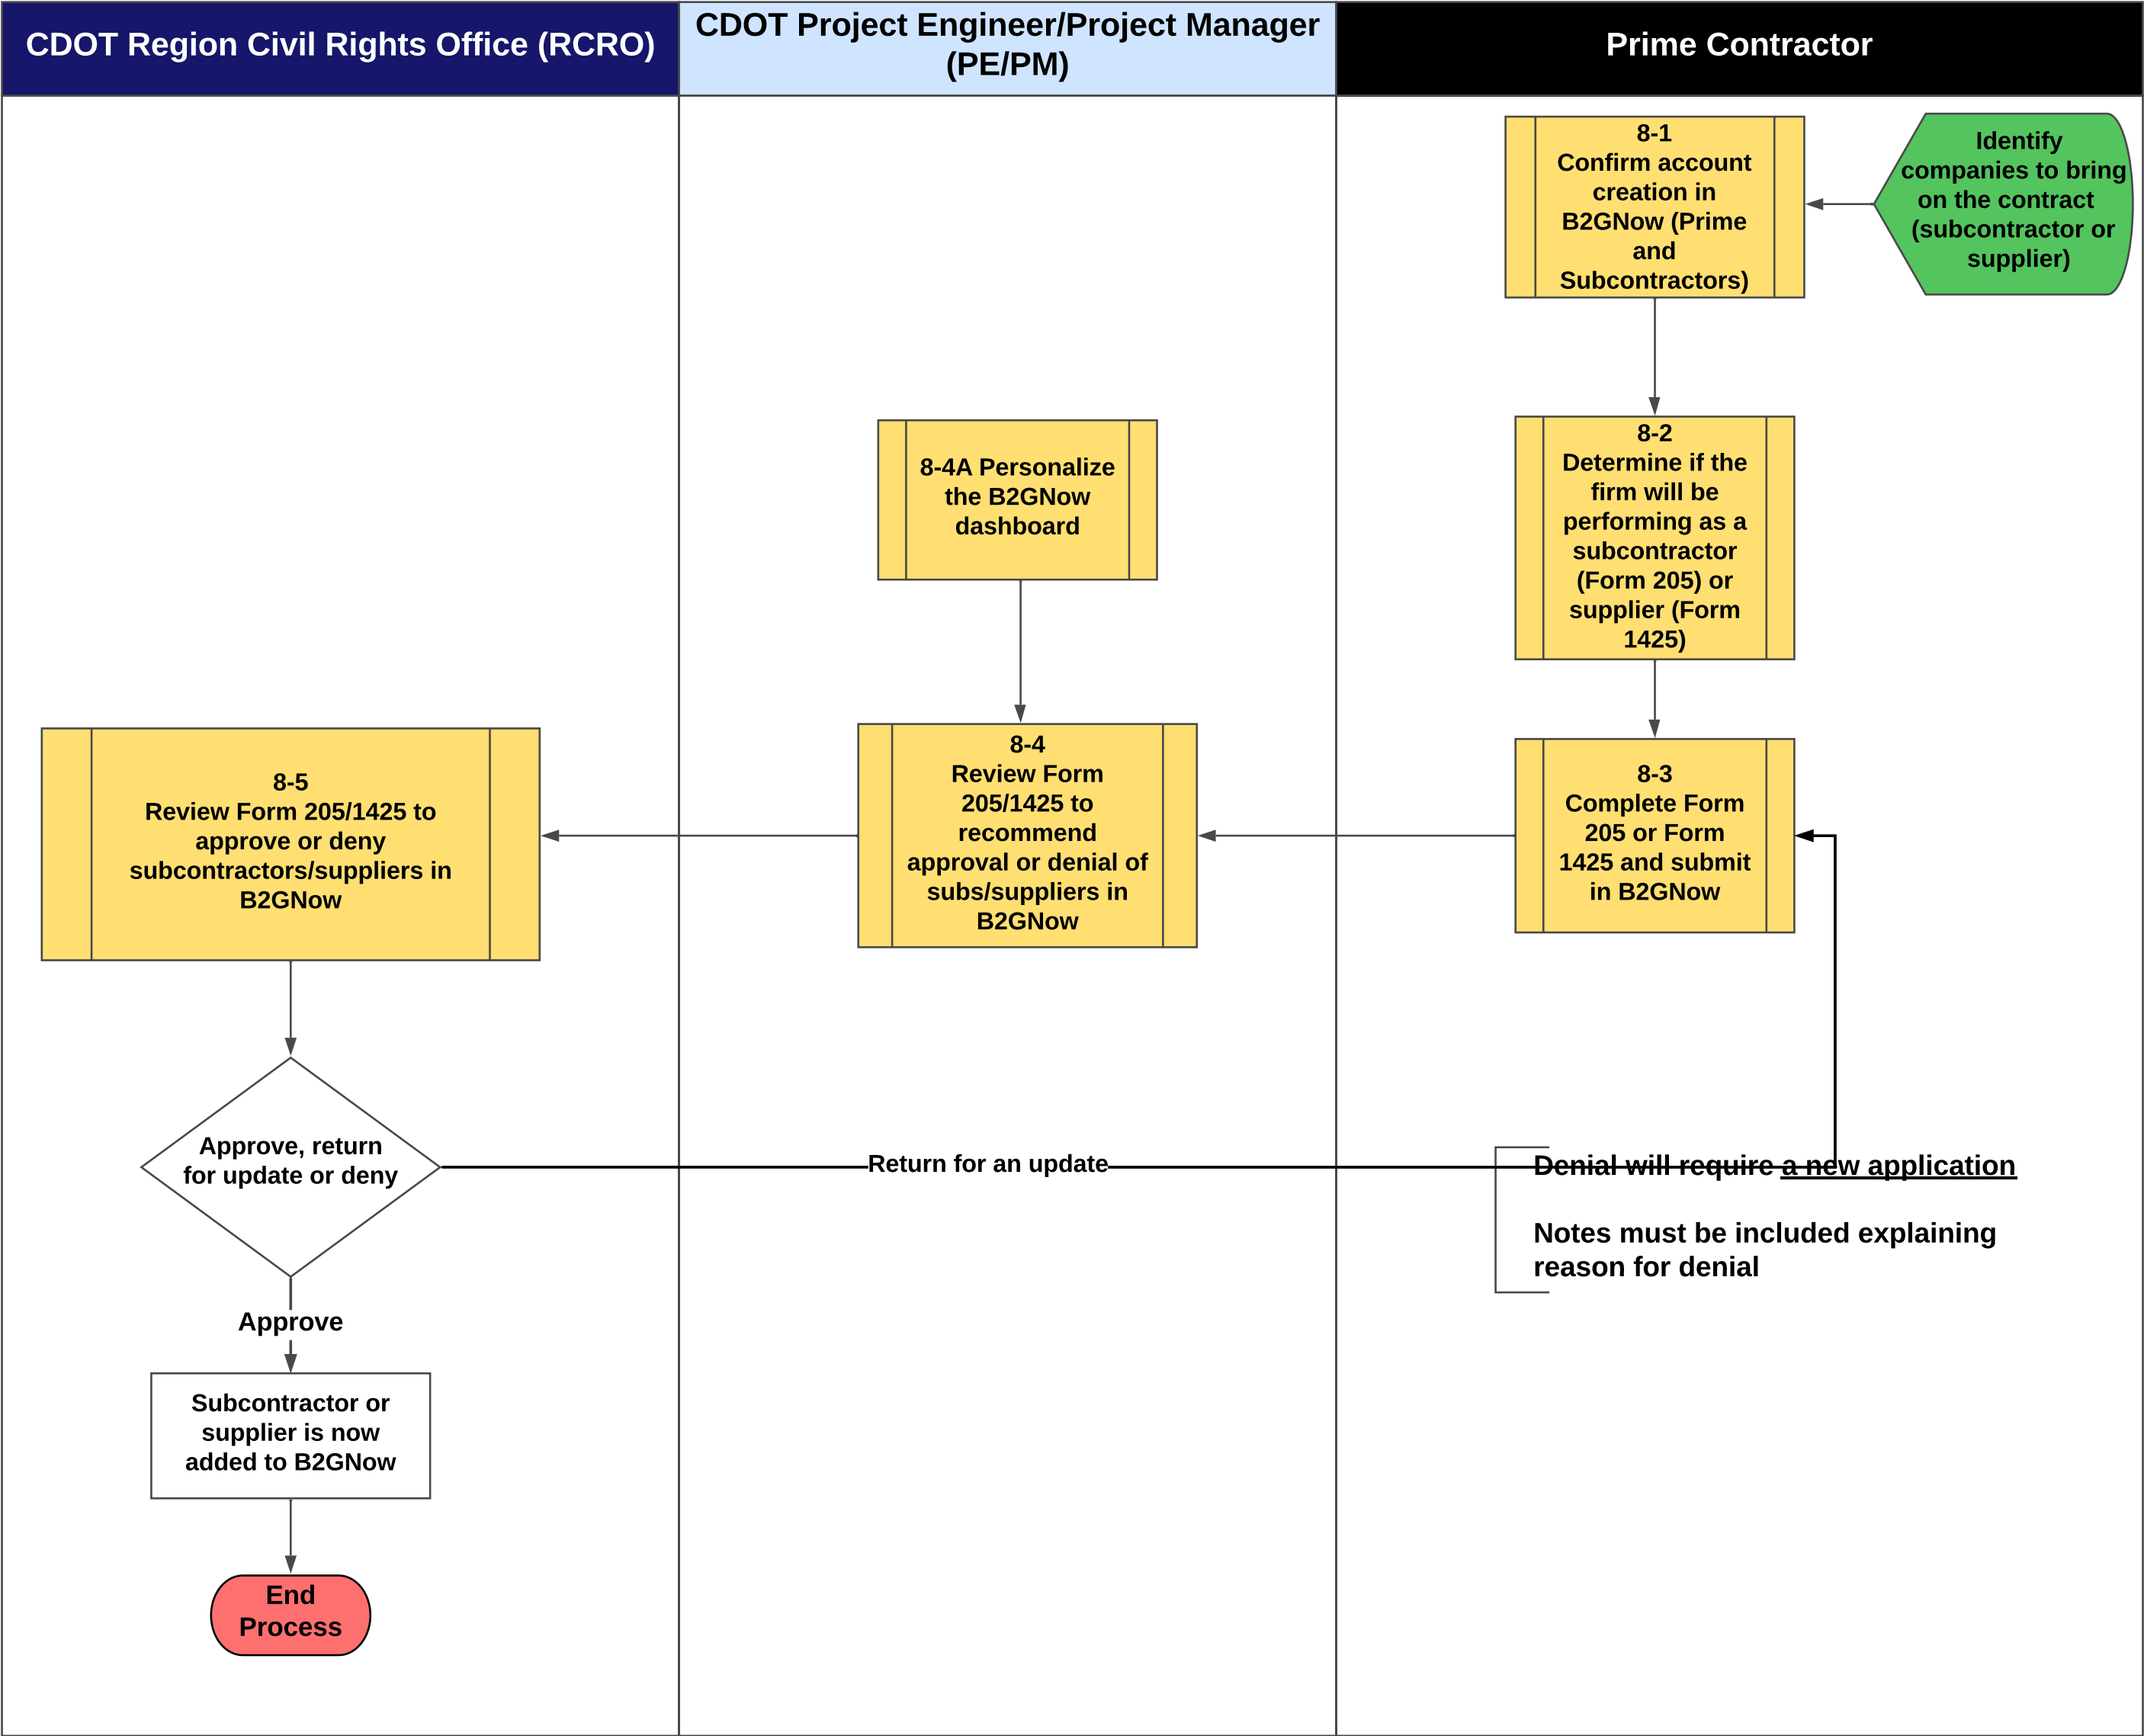 CDOT Region Civil Rights Office (RCRO)
CDOT Project Engineer/Project Manager
(PE/PM)
Prime Contractor
Identify
companies to bring
on the contract
(subcontractor or
supplier)
8-1
Confirm account
creation in
B2GNow (Prime
and
Subcontractors)
8-2
Determine if the
firm will be
performing as a
subcontractor
(Form 205) or
supplier (Form
1425)
8-4A Personalize
the B2GNow
dashboard
8-3
Complete Form
205 or Form
1425 and submit
in B2GNow
8-4
Review Form
205/1425 to
recommend
approval or denial of
subs/suppliers in
B2GNow
8-5
Review Form 205/1425 to
approve or deny
subcontractors/suppliers in
B2GNow
Approve, return
for update or deny
Return for an update
Denial will require a new application
Notes must be included explaining
reason for denial
Approve
Subcontractor or
supplier is now
added to B2GNow
End
Process